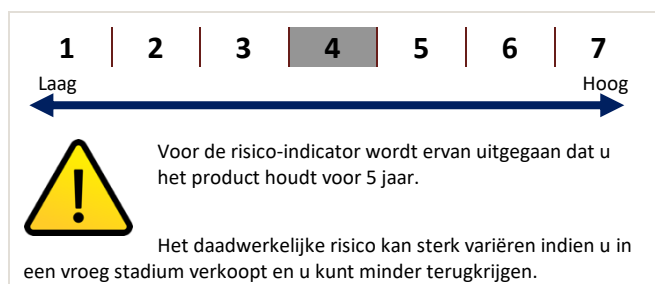 1 2 3 4 5 6 7
Laag Hoog
Voor de risico-indicator wordt ervan uitgegaan dat u
het product houdt voor 5 jaar.
Het daadwerkelijke risico kan sterk variëren indien u in
een vroeg stadium verkoopt en u kunt minder terugkrijgen.